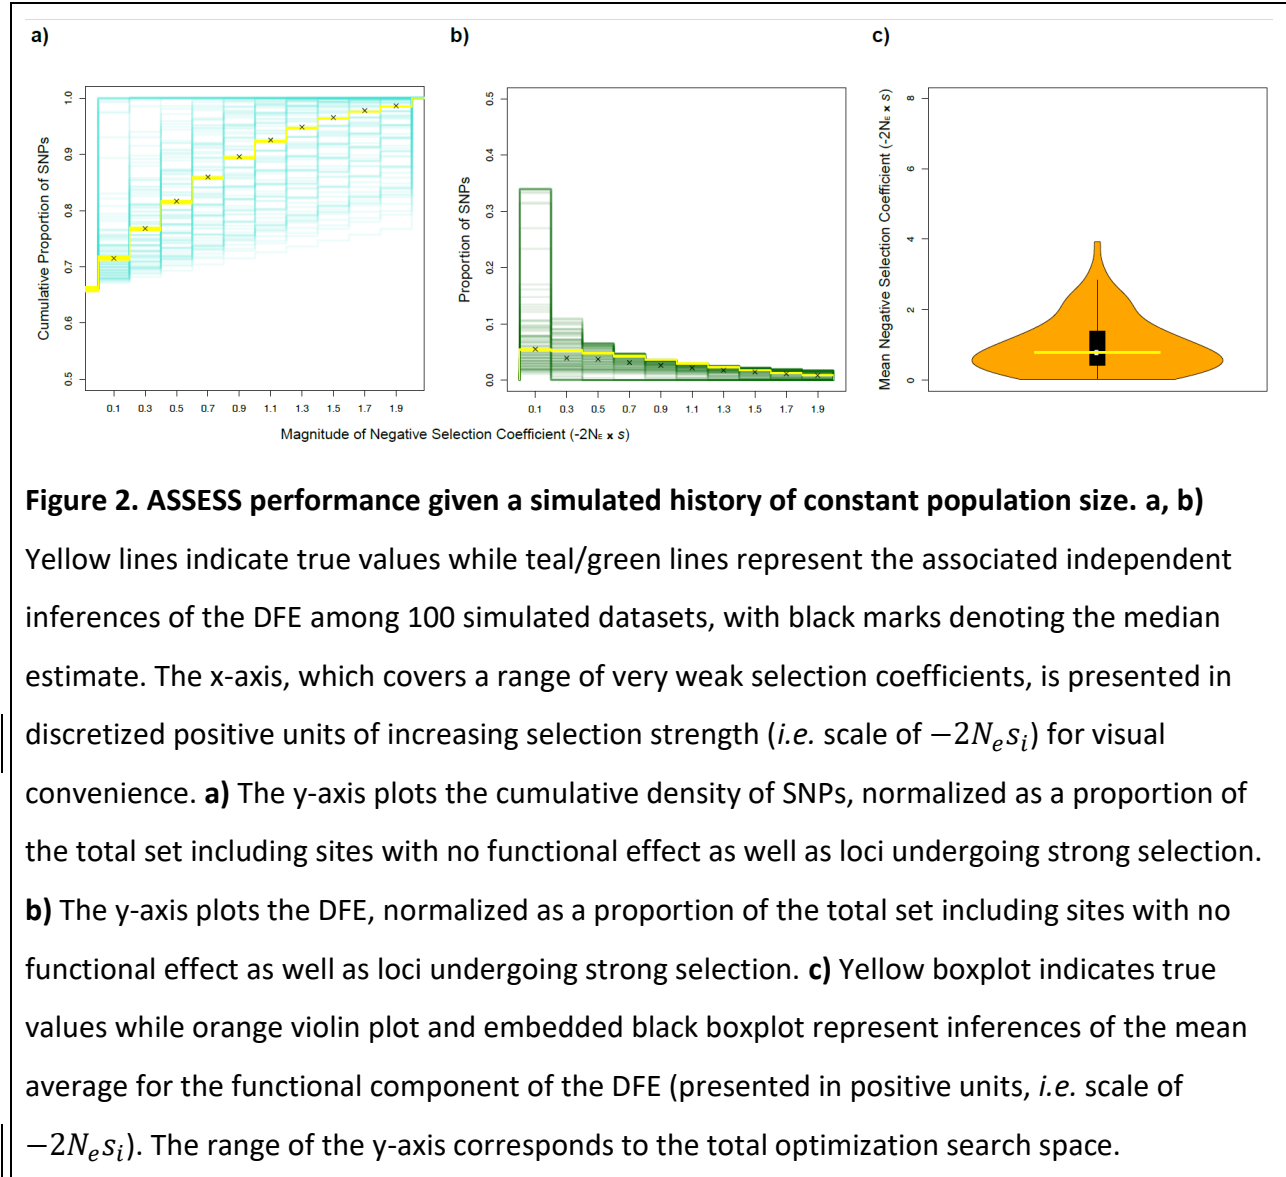 a)
b)
c)
Cumulative Proportion of SNPs
1.0
0.9
0.8
0.7
0.6
0.5
0.1 0.3 0.5 0.7 0.9 1.1 1.3 1.5 1.7 1.9
Proportion of SNPs
0.5
0.4
0.3
0.2
0.1
0.0
0.1 0.3 0.5 0.7 0.9 1.1 1.3 1.5 1.7 1.9
Magnitude of Negative Selection Coefficient (-2NE x s)
Mean Negative Selection Coefficient (-2NE x s)
8
6
4
2
0
Figure 2. ASSESS performance given a simulated history of constant population size. a, b)
Yellow lines indicate true values while teal/green lines represent the associated independent
inferences of the DFE among 100 simulated datasets, with black marks denoting the median
estimate. The x-axis, which covers a range of very weak selection coefficients, is presented in
discretized positive units of increasing selection strength (i.e. scale of −2Nₑsᵢ) for visual
convenience. a) The y-axis plots the cumulative density of SNPs, normalized as a proportion of
the total set including sites with no functional effect as well as loci undergoing strong selection.
b) The y-axis plots the DFE, normalized as a proportion of the total set including sites with no
functional effect as well as loci undergoing strong selection. c) Yellow boxplot indicates true
values while orange violin plot and embedded black boxplot represent inferences of the mean
average for the functional component of the DFE (presented in positive units, i.e. scale of
−2Nₑsᵢ). The range of the y-axis corresponds to the total optimization search space.